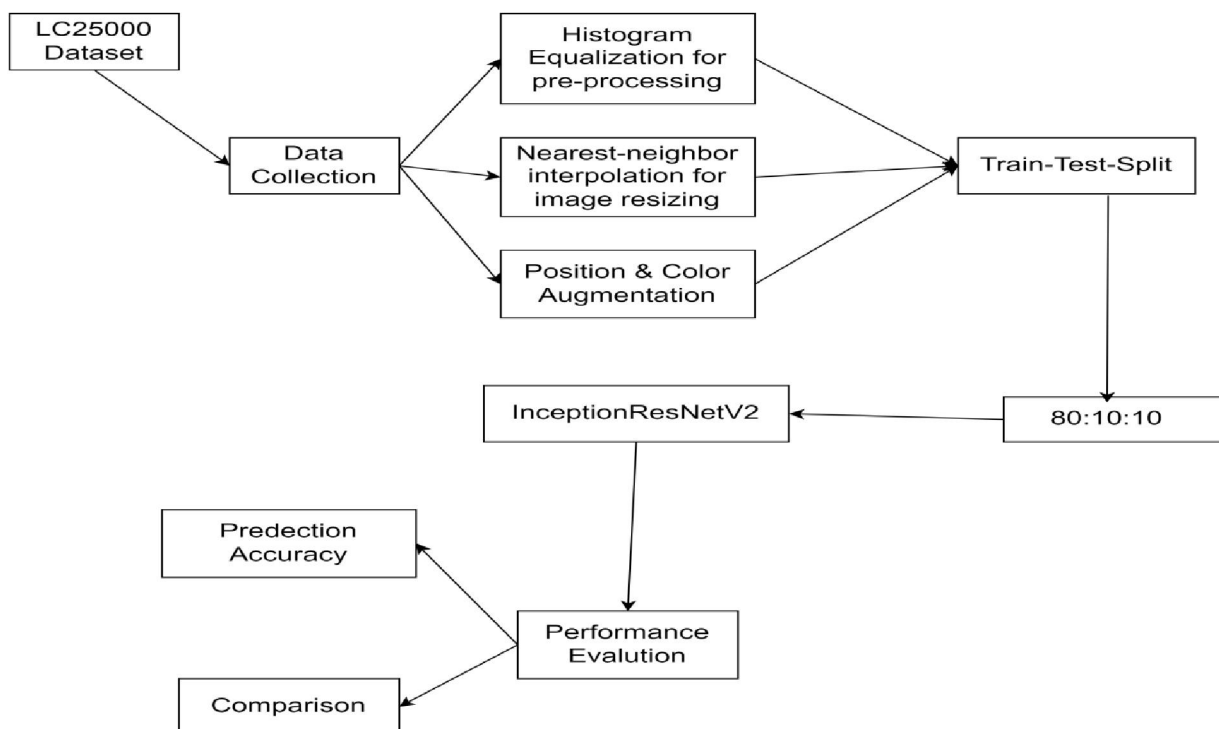 LC25000
Dataset
Data
Collection
Histogram
Equalization for
pre-processing
Nearest-neighbor
interpolation for
image resizing
Position & Color
Augmentation
Train-Test-Split
80:10:10
InceptionResNetV2
Performance
Evalution
Predection
Accuracy
Comparison